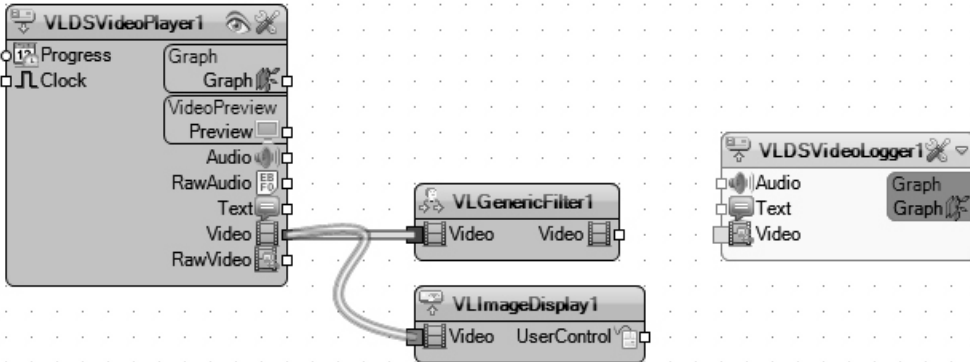 VLDSVideoPlayer1
Progress
Clock
Graph
Graph
VideoPreview
Preview
Audio
RawAudio
Text
Video
RawVideo
VLGenericFilter1
Video Video
VLImageDisplay1
Video UserControl
VLDSVideoLogger1
Audio
Text
Video
Graph
Graph